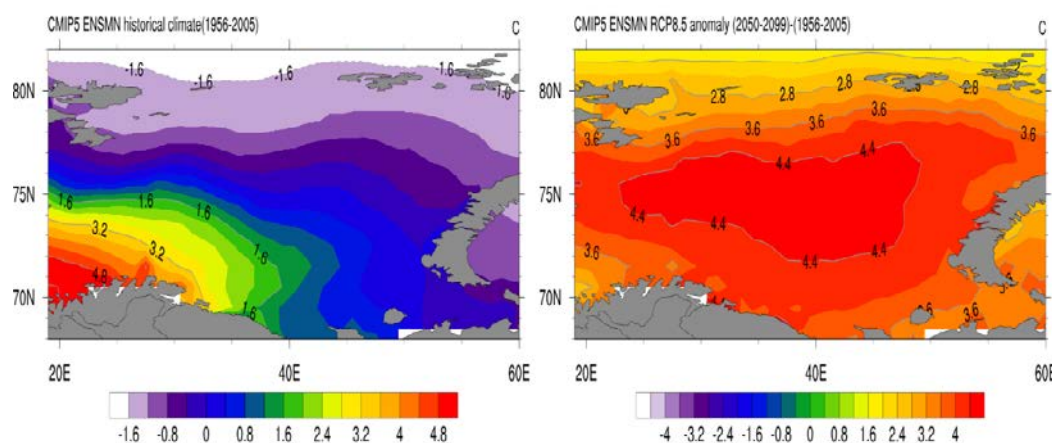 CMIP5 ENSMN historical climate(1956-2005) C
-1.6 -1.6 -1.6 1.6
1.6
80N
75N
1.6 1.6 1.6
3.2
3.2 1.6
4.8
70N
1.6
20E 40E 60E
-1.6 -0.8 0 0.8 1.6 2.4 3.2 4 4.8
CMIP5 ENSMN RCP8.5 anomaly (2050-2099)-(1956-2005) C
80N
2.8 2.8 2.8 2.8
3.6 3.6 3.6 3.6 3.6
4.4 4.4
75N
4.4 4.4
3.6 4.4 4.4
70N
3.6
3.6
20E 40E 60E
-4 -3.2 -2.4 -1.6 -0.8 0 0.8 1.6 2.4 3.2 4